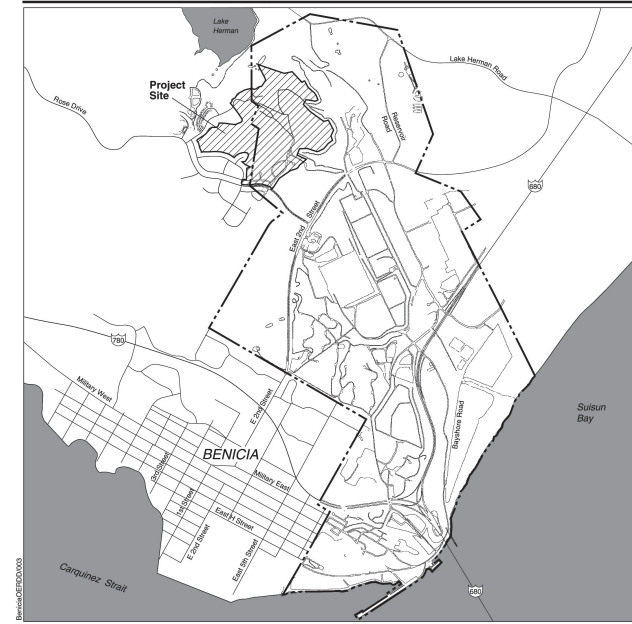 Lake
Herman
Lake Herman Road
Project
Site
Rose Drive
Reservoir
Road
680
East 2nd Street
780
Military West
E 2nd Street
Suisun
Bay
BENICIA
Bayshore Road
3rd Street
Military East
1st Street
East H Street
E 2nd Street
East 5th Street
Carquinez Strait
680
BeniciaOERDD/003